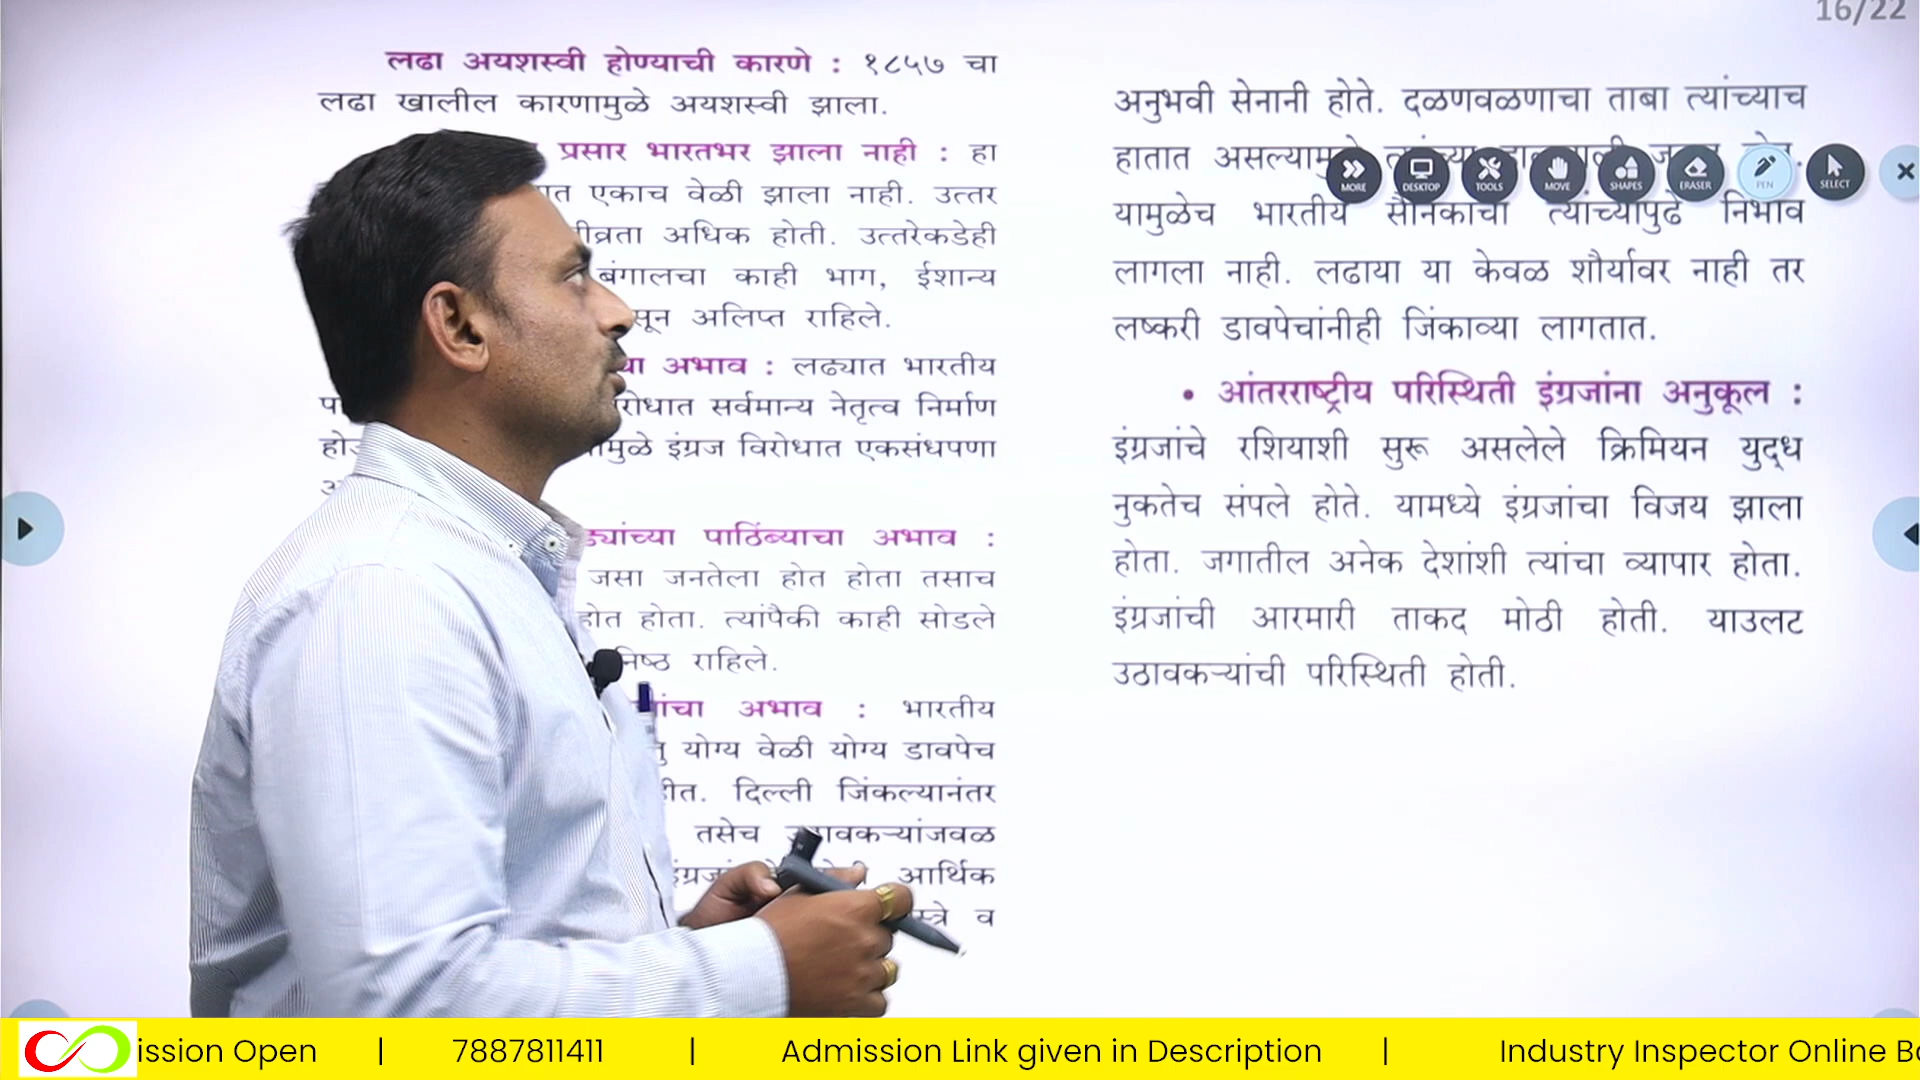 16/22
लढा अयशस्वी होण्याची कारणे : १८५७ चा
लढा खालील कारणामुळे अयशस्वी झाला.
प्रसार भारतभर झाला नाही : हा
एकाच वेळी झाला नाही. उत्तर
अधिक होती. उत्तरेकडेही
बंगालचा काही भाग, ईशान्य
अलिप्त राहिले.
अभाव : लढ्यात भारतीय
सर्वमान्य नेतृत्व निर्माण
इंग्रज विरोधात एकसंधपणा
पाठिंब्याचा अभाव :
जसा जनतेला होत होता तसाच
होत होता. त्यांपैकी काही सोडले
राहिले.
अभाव : भारतीय
योग्य वेळी योग्य डावपेच
दिल्ली जिंकल्यानंतर
तसेच
आर्थिक
व
अनुभवी सेनानी होते. दळणवळणाचा ताबा त्यांच्याच
हातात
यामुळेच भारतीय सैनिकांचा त्यांच्यापुढे निभाव
लागला नाही. लढाया या केवळ शौर्यावर नाही तर
लष्करी डावपेचांनीही जिंकाव्या लागतात.
• आंतरराष्ट्रीय परिस्थिती इंग्रजांना अनुकूल :
इंग्रजांचे रशियाशी सुरू असलेले क्रिमियन युद्ध
नुकतेच संपले होते. यामध्ये इंग्रजांचा विजय झाला
होता. जगातील अनेक देशांशी त्यांचा व्यापार होता.
इंग्रजांची आरमारी ताकद मोठी होती. याउलट
उठावकऱ्यांची परिस्थिती होती.
MORE DESKTOP TOOLS MOVE SHAPES ERASER PEN SELECT
ission Open | 7887811411 | Admission Link given in Description | Industry Inspector Online